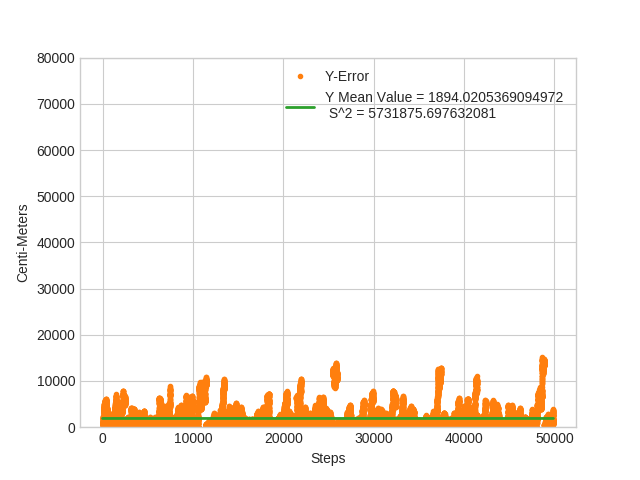 80000
70000
60000
50000
40000
30000
20000
10000
0
Centi-Meters
Y-Error
Y Mean Value = 1894.0205369094972
S^2 = 5731875.697632081
0 10000 20000 30000 40000 50000
Steps